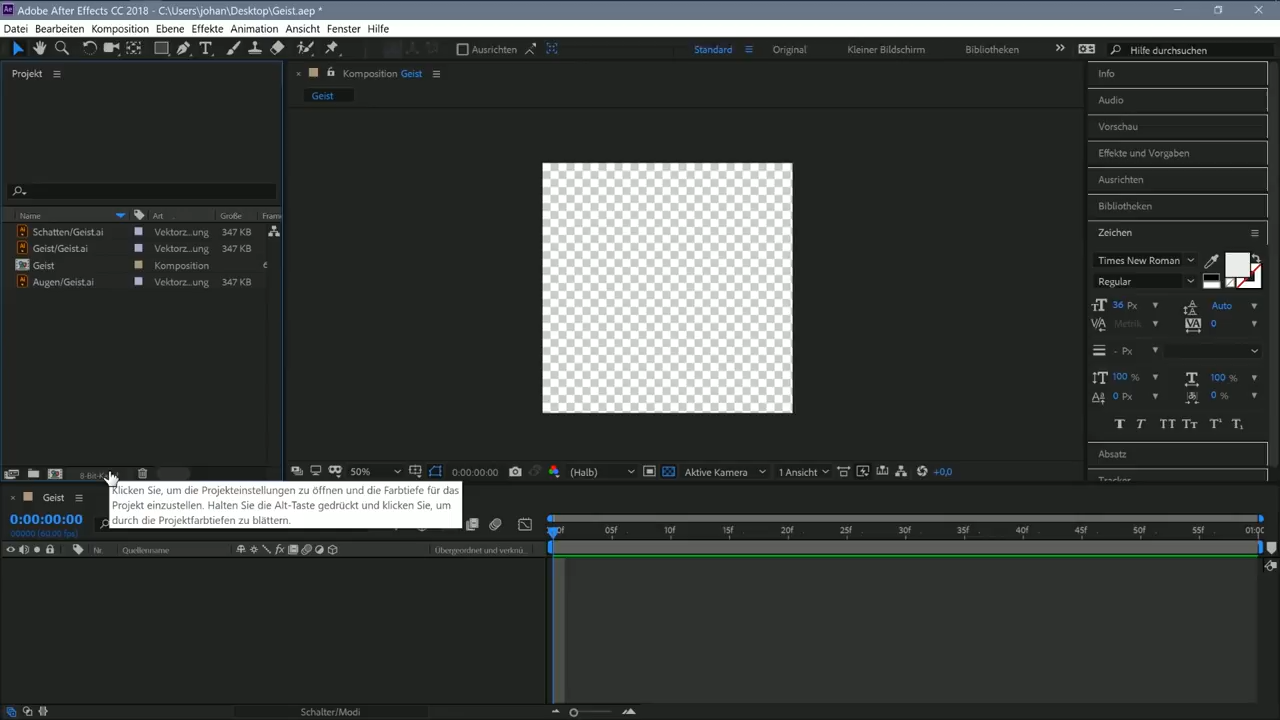 Adobe After Effects CC 2018 - C:\Users\johan\Desktop\Geist.aep *
Datei Bearbeiten Komposition Ebene Effekte Animation Ansicht Fenster Hilfe
Ausrichten Standard Original Kleiner Bildschirm Bibliotheken Hilfe durchsuchen
Projekt
Komposition Geist
Geist
Info
Audio
Vorschau
Effekte und Vorgaben
Ausrichten
Bibliotheken
Zeichen
Times New Roman
Regular
36 Px Auto
Metrik 0
- Px
100 % 100 %
0 Px 0 %
Absatz
Tracker
Name Art Größe Frame
Schatten/Geist.ai Vektorz...ung 347 KB
Geist/Geist.ai Vektorz...ung 347 KB
Geist Komposition
Augen/Geist.ai Vektorz...ung 347 KB
50% 0:00:00:00 (Halb) Aktive Kamera 1 Ansicht +0,0
Klicken Sie, um die Projekteinstellungen zu öffnen und die Farbtiefe für das
Projekt einzustellen. Halten Sie die Alt-Taste gedrückt und klicken Sie, um
durch die Projektfarbtiefen zu blättern.
Geist
0:00:00:00
00000 (60.00 fps)
05f 10f 15f 20f 25f 30f 35f 40f 45f 50f 55f 01:00
Nr. Quellenname Übergeordnet und verknü...
Schalter/Modi